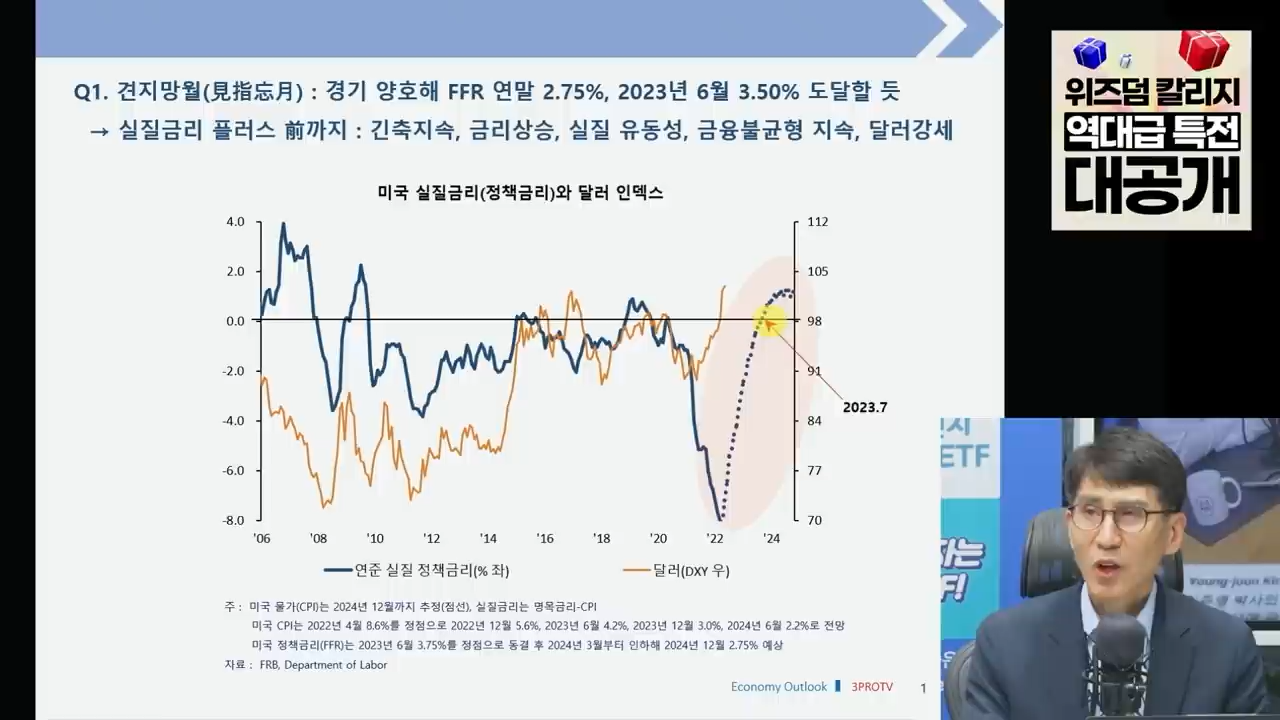 Q1. 견지망월(見指忘月) : 경기 양호해 FFR 연말 2.75%, 2023년 6월 3.50% 도달할 듯
→ 실질금리 플러스 前까지 : 긴축지속, 금리상승, 실질 유동성, 금융불균형 지속, 달러강세
미국 실질금리(정책금리)와 달러 인덱스
4.0
2.0
0.0
-2.0
-4.0
-6.0
-8.0
112
105
98
91
84
77
70
2023.7
'06 '08 '10 '12 '14 '16 '18 '20 '22 '24
연준 실질 정책금리(% 좌) 달러(DXY 우)
주 : 미국 물가(CPI)는 2024년 12월까지 추정(점선), 실질금리는 명목금리-CPI
미국 CPI는 2022년 4월 8.6%를 정점으로 2022년 12월 5.6%, 2023년 6월 4.2%, 2023년 12월 3.0%, 2024년 6월 2.2%로 전망
미국 정책금리(FFR)는 2023년 6월 3.75%를 정점으로 동결 후 2024년 3월부터 인하해 2024년 12월 2.75% 예상
자료 : FRB, Department of Labor
Economy Outlook 3PROTV 1
위즈덤 칼리지
역대급 특전
대공개
ETF
자는
F!
Young-joon
박사